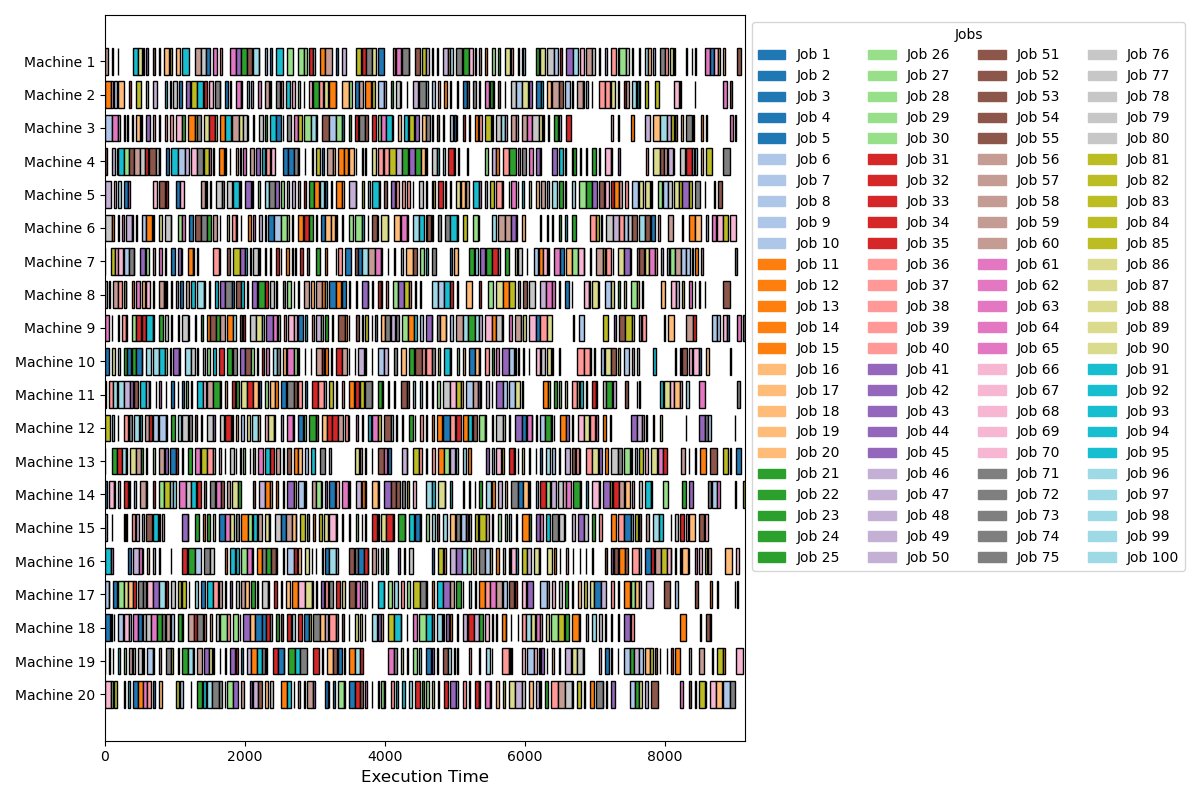 Machine 1
Machine 2
Machine 3
Machine 4
Machine 5
Machine 6
Machine 7
Machine 8
Machine 9
Machine 10
Machine 11
Machine 12
Machine 13
Machine 14
Machine 15
Machine 16
Machine 17
Machine 18
Machine 19
Machine 20
0 2000 4000 6000 8000
Execution Time
Jobs
Job 1 Job 26 Job 51 Job 76
Job 2 Job 27 Job 52 Job 77
Job 3 Job 28 Job 53 Job 78
Job 4 Job 29 Job 54 Job 79
Job 5 Job 30 Job 55 Job 80
Job 6 Job 31 Job 56 Job 81
Job 7 Job 32 Job 57 Job 82
Job 8 Job 33 Job 58 Job 83
Job 9 Job 34 Job 59 Job 84
Job 10 Job 35 Job 60 Job 85
Job 11 Job 36 Job 61 Job 86
Job 12 Job 37 Job 62 Job 87
Job 13 Job 38 Job 63 Job 88
Job 14 Job 39 Job 64 Job 89
Job 15 Job 40 Job 65 Job 90
Job 16 Job 41 Job 66 Job 91
Job 17 Job 42 Job 67 Job 92
Job 18 Job 43 Job 68 Job 93
Job 19 Job 44 Job 69 Job 94
Job 20 Job 45 Job 70 Job 95
Job 21 Job 46 Job 71 Job 96
Job 22 Job 47 Job 72 Job 97
Job 23 Job 48 Job 73 Job 98
Job 24 Job 49 Job 74 Job 99
Job 25 Job 50 Job 75 Job 100